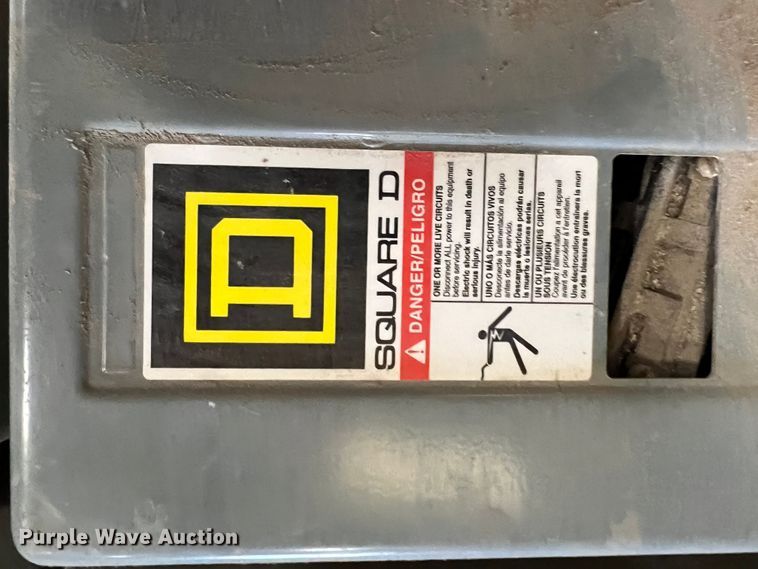 D
SQUARE D
DANGER/PELIGRO
ONE OR MORE LIVE CIRCUITS
Disconnect ALL power to this equipment
before servicing.
Electric shock will result in death or
serious injury.
UNO O MÁS CIRCUITOS VIVOS
Desconecte la alimentación al equipo
antes de darle servicio.
Descargas eléctricas podrán causar
la muerte o lesiones serias.
UN OU PLUSIEURS CIRCUITS
SOUS TENSION
Coupez l'alimentation a cet appareil
avant de procéder à l'entretien.
Une électrocution entraînera la mort
ou des blessures graves.
Purple Wave Auction